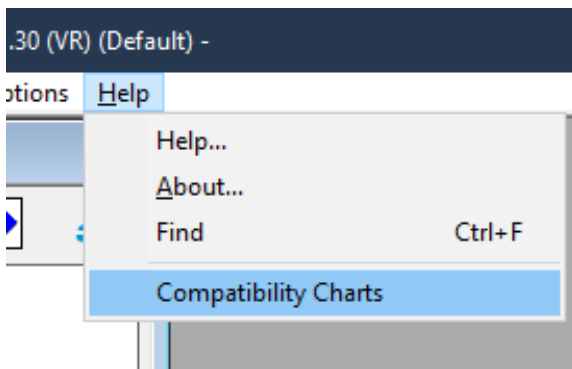 .30 (VR) (Default) -
ptions Help
Help...
About...
Find Ctrl+F
Compatibility Charts